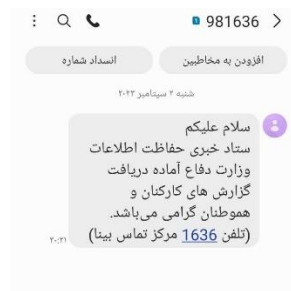 981636
افزودن به مخاطبین
انسداد شماره
شنبه ۲ سپتامبر ۲۰۲۳
سلام علیکم
ستاد خبری حفاظت اطلاعات
وزارت دفاع آماده دریافت
گزارش های کارکنان و
هموطنان گرامی می‌باشد.
(تلفن 1636 مرکز تماس بینا)
۲۰:۲۱